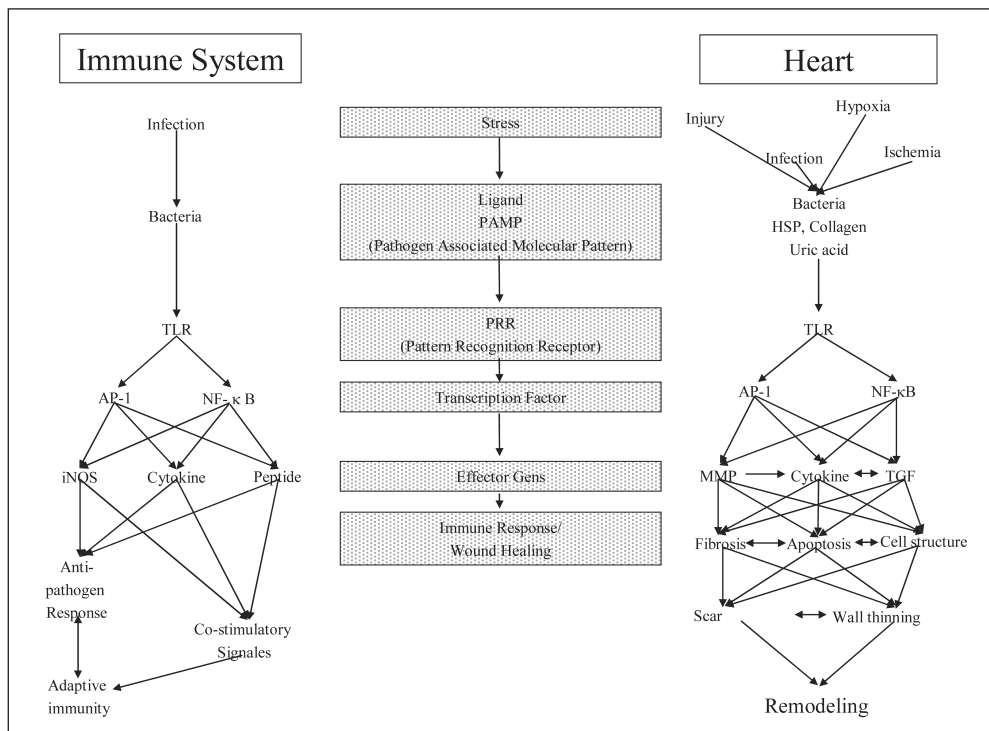 Immune System
Infection
Bacteria
TLR
AP-1
NF- κ B
iNOS
Cytokine
Peptide
Anti-
pathogen
Response
Co-stimulatory
Signales
Adaptive
immunity
Stress
Ligand
PAMP
(Pathogen Associated Molecular Pattern)
PRR
(Pattern Recognition Receptor)
Transcription Factor
Effector Gens
Immune Response/
Wound Healing
Heart
Injury
Hypoxia
Infection
Ischemia
Bacteria
HSP, Collagen
Uric acid
TLR
AP-1
NF-κB
MMP
Cytokine
TGF
Fibrosis
Apoptosis
Cell structure
Scar
Wall thinning
Remodeling